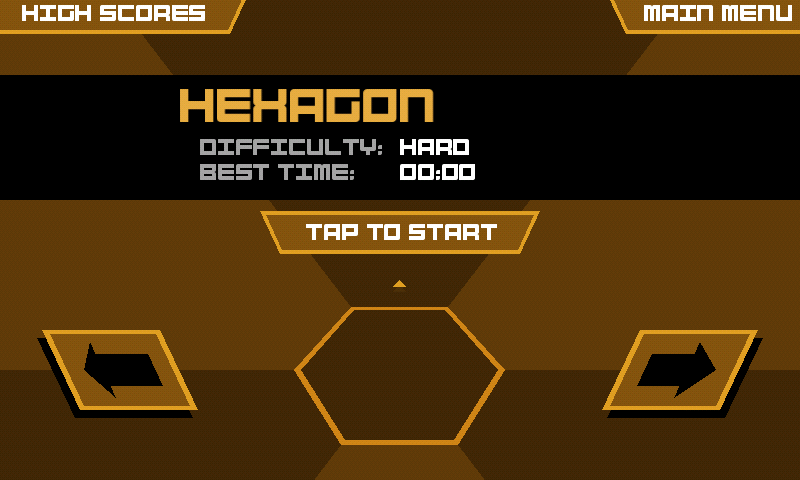 HIGH SCORES
MAIN MENU
HEXAGON
DIFFICULTY: HARD
BEST TIME: 00:00
TAP TO START